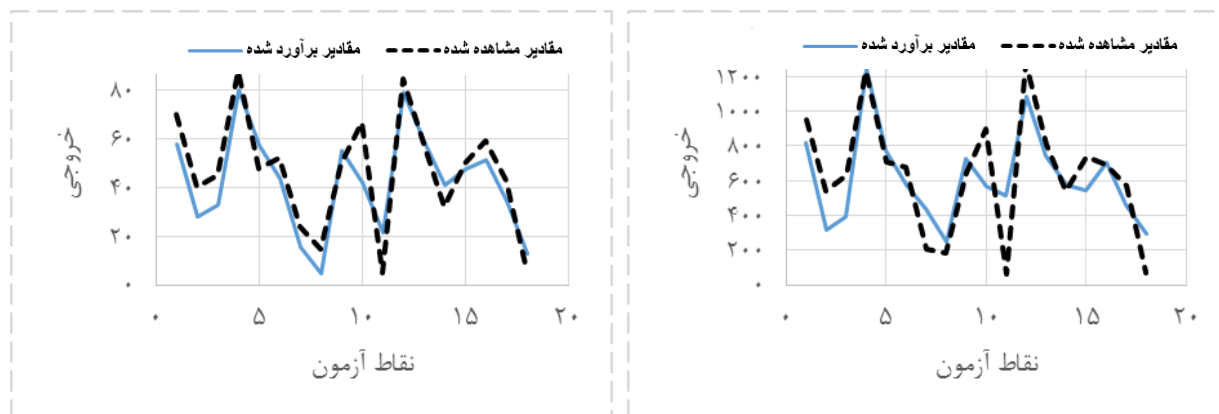 مقادیر مشاهده شده مقادیر برآورد شده
۸۰
۶۰
۴۰
۲۰
۰
خروجی
۰ ۵ ۱۰ ۱۵ ۲۰
نقاط آزمون
مقادیر مشاهده شده مقادیر برآورد شده
۱۲۰۰
۱۰۰۰
۸۰۰
۶۰۰
۴۰۰
۲۰۰
۰
خروجی
۰ ۵ ۱۰ ۱۵ ۲۰
نقاط آزمون